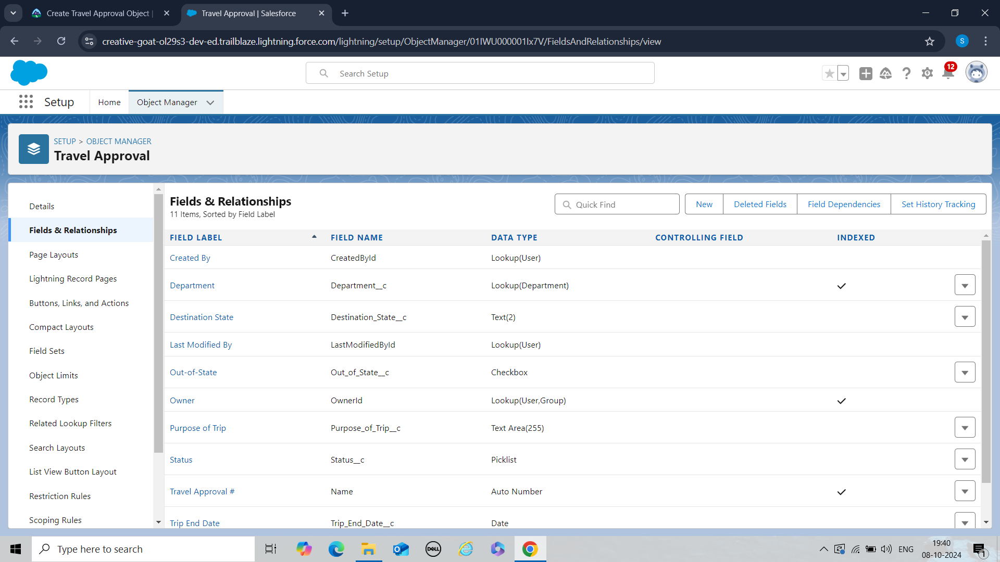 Create Travel Approval Object |
Travel Approval | Salesforce
creative-goat-ol29s3-dev-ed.trailblaze.lightning.force.com/lightning/setup/ObjectManager/01IWU000001Ix7V/FieldsAndRelationships/view
S
Search Setup
12
Setup
Home
Object Manager
SETUP > OBJECT MANAGER
Travel Approval
Details
Fields & Relationships
Page Layouts
Lightning Record Pages
Buttons, Links, and Actions
Compact Layouts
Field Sets
Object Limits
Record Types
Related Lookup Filters
Search Layouts
List View Button Layout
Restriction Rules
Scoping Rules
Fields & Relationships
11 Items, Sorted by Field Label
Quick Find
New
Deleted Fields
Field Dependencies
Set History Tracking
FIELD LABEL FIELD NAME DATA TYPE CONTROLLING FIELD INDEXED
Created By CreatedById Lookup(User)
Department Department__c Lookup(Department)
Destination State Destination_State__c Text(2)
Last Modified By LastModifiedById Lookup(User)
Out-of-State Out_of_State__c Checkbox
Owner OwnerId Lookup(User,Group)
Purpose of Trip Purpose_of_Trip__c Text Area(255)
Status Status__c Picklist
Travel Approval # Name Auto Number
Trip End Date Trip_End_Date__c Date
Type here to search
DELL
ENG
19:40
08-10-2024
1